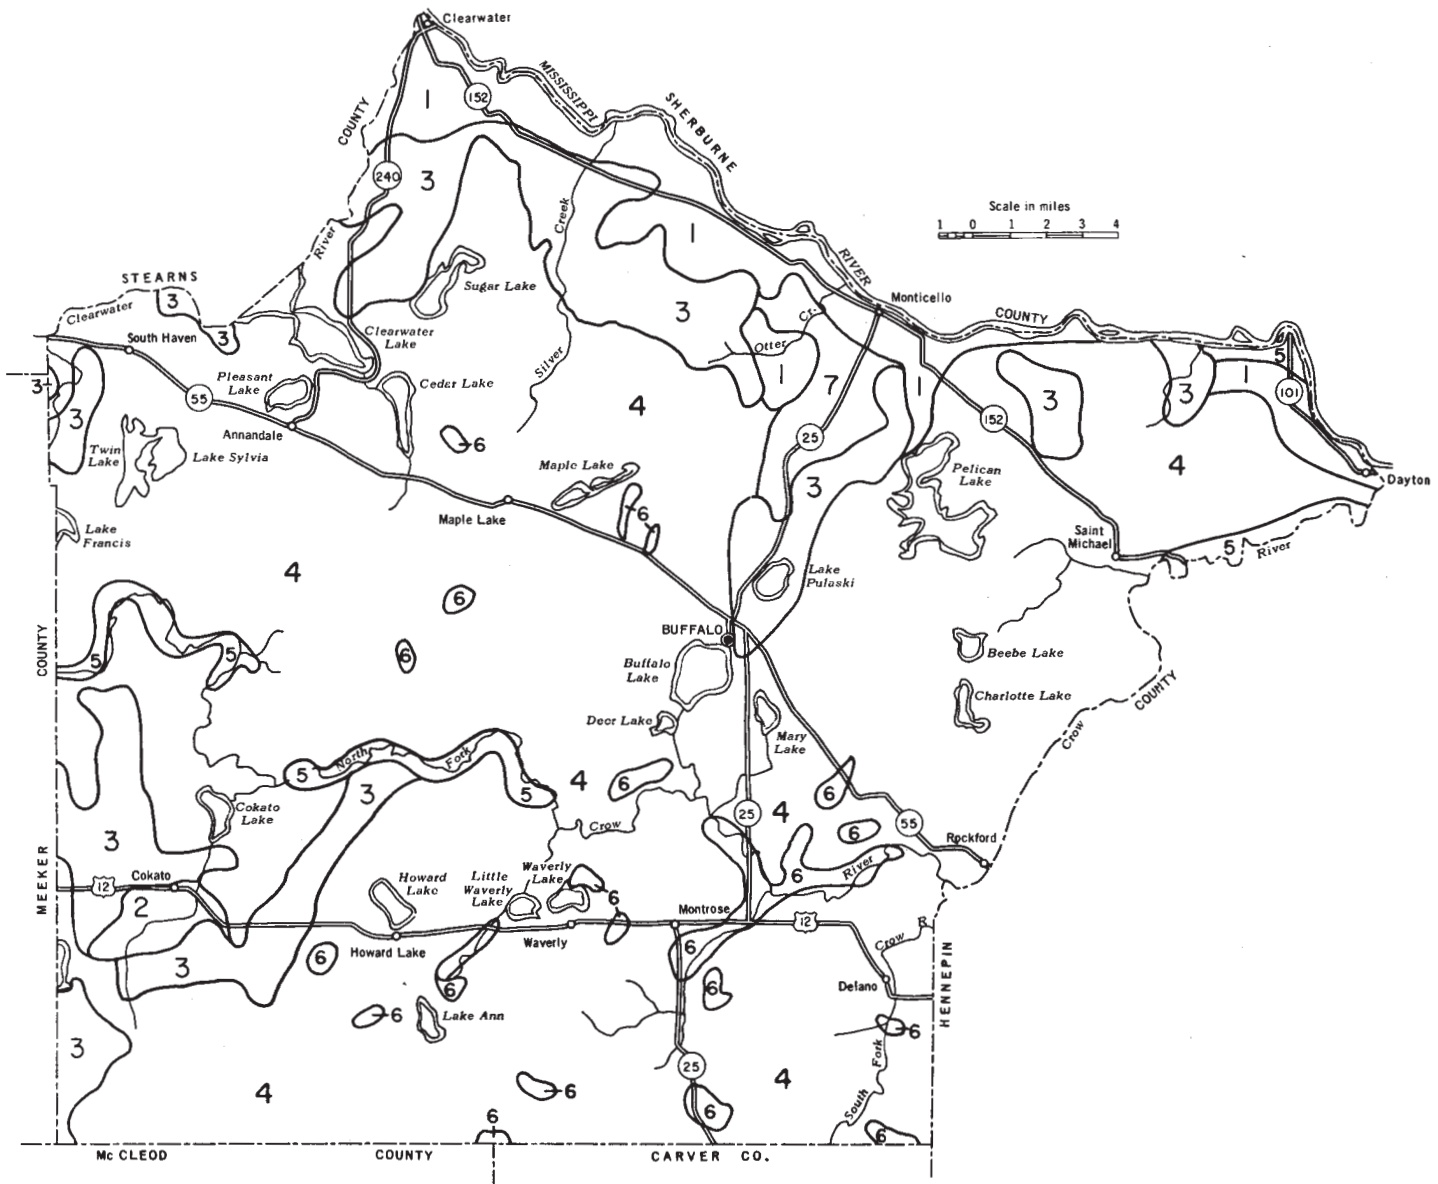 Clearwater
MISSISSIPPI
SHERBURNE
COUNTY
1
152
240
3
Creek
1
Scale in miles
1 0 1 2 3 4
River
RIVER
STEARNS
Clearwater
3
Sugar Lake
Monticello
COUNTY
3
South Haven
3
Clearwater
Lake
Silver
Cr.
Otter
5
3
Pleasant
Lake
Cedar Lake
1
7
1
3
3
1
101
55
4
152
3
Annandale
25
6
4
Twin
Lake
Lake Sylvia
Maple Lake
Pelican
Lake
Dayton
3
Maple Lake
6
Saint
Michael
Lake
Francis
5
River
4
Lake
Pulaski
6
BUFFALO
COUNTY
5
5
6
Buffalo
Lake
Beebe Lake
Charlotte Lake
COUNTY
Deer Lake
Mary
Lake
Crow
North
Fork
5
3
5
4
6
6
Cokato
Lake
Crow
25
4
55
3
6
Rockford
MEEKER
12
Cokato
Howard
Lake
Little
Waverly
Lake
Waverly
Lake
6
6
River
2
Montrose
12
Howard Lake
Waverly
6
Crow R.
3
6
Delano
HENNEPIN
6
6
6
Lake Ann
6
3
Fork
25
4
4
6
South
6
6
6
Mc CLEOD
COUNTY
CARVER CO.